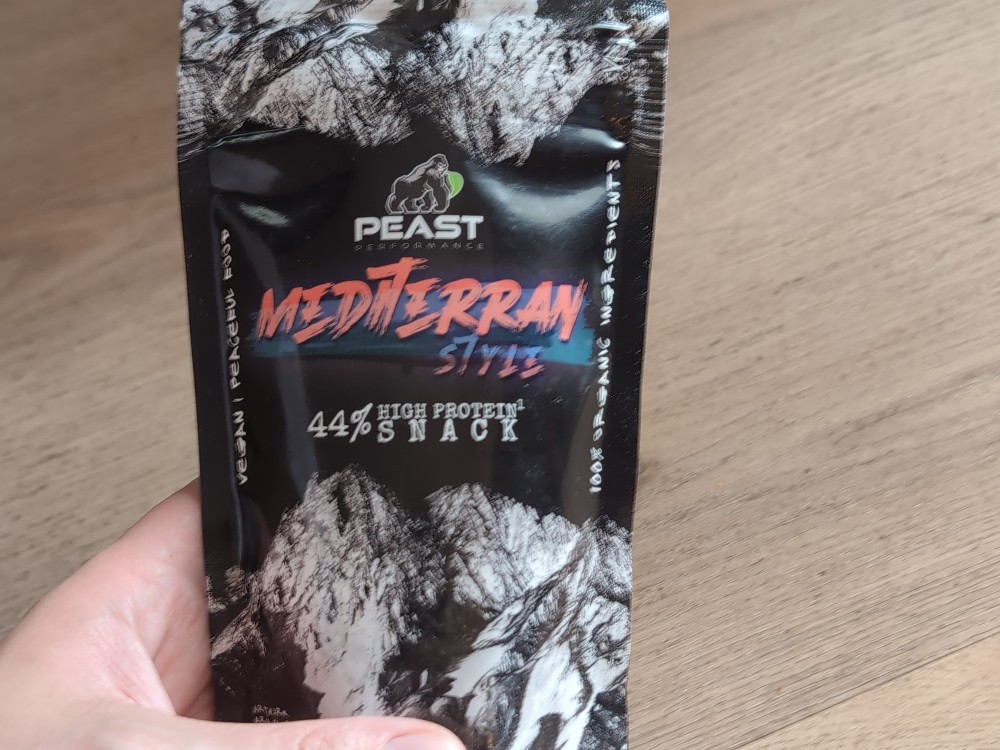 PEAST
PERFORMANCE
MEDITERRAN
STYLE
44% HIGH PROTEIN¹
SNACK
VEGAN | PEACEFUL FOOD
100% ORGANIC INGREDIENTS